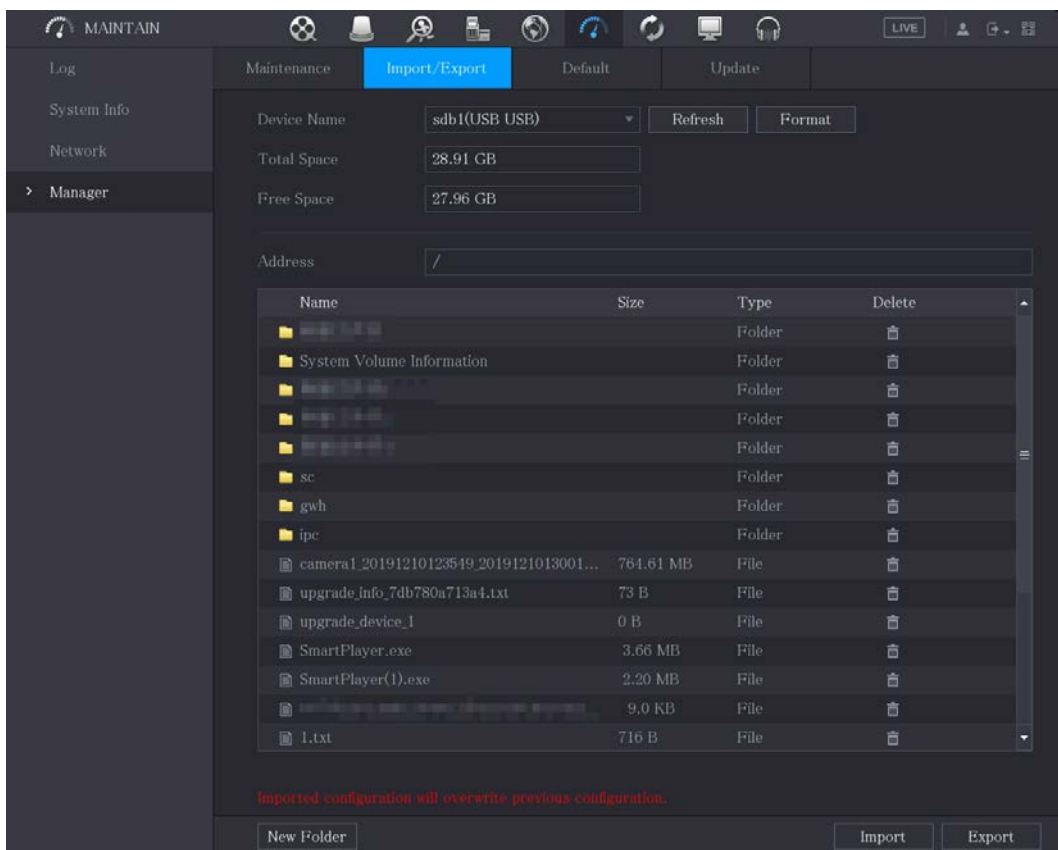 MAINTAIN
LIVE
Log
System Info
Network
Manager
Maintenance
Import/Export
Default
Update
Device Name
sdb1(USB USB)
Refresh
Format
Total Space
28.91 GB
Free Space
27.96 GB
Address
/
Name Size Type Delete
Folder
System Volume Information Folder
Folder
Folder
Folder
sc Folder
gwh Folder
ipc Folder
camera1_20191210123549_2019121013001... 764.61 MB File
upgrade_info_7db780a713a4.txt 73 B File
upgrade_device_1 0 B File
SmartPlayer.exe 3.66 MB File
SmartPlayer(1).exe 2.20 MB File
9.0 KB File
1.txt 716 B File
Imported configuration will overwrite previous configuration.
New Folder
Import
Export